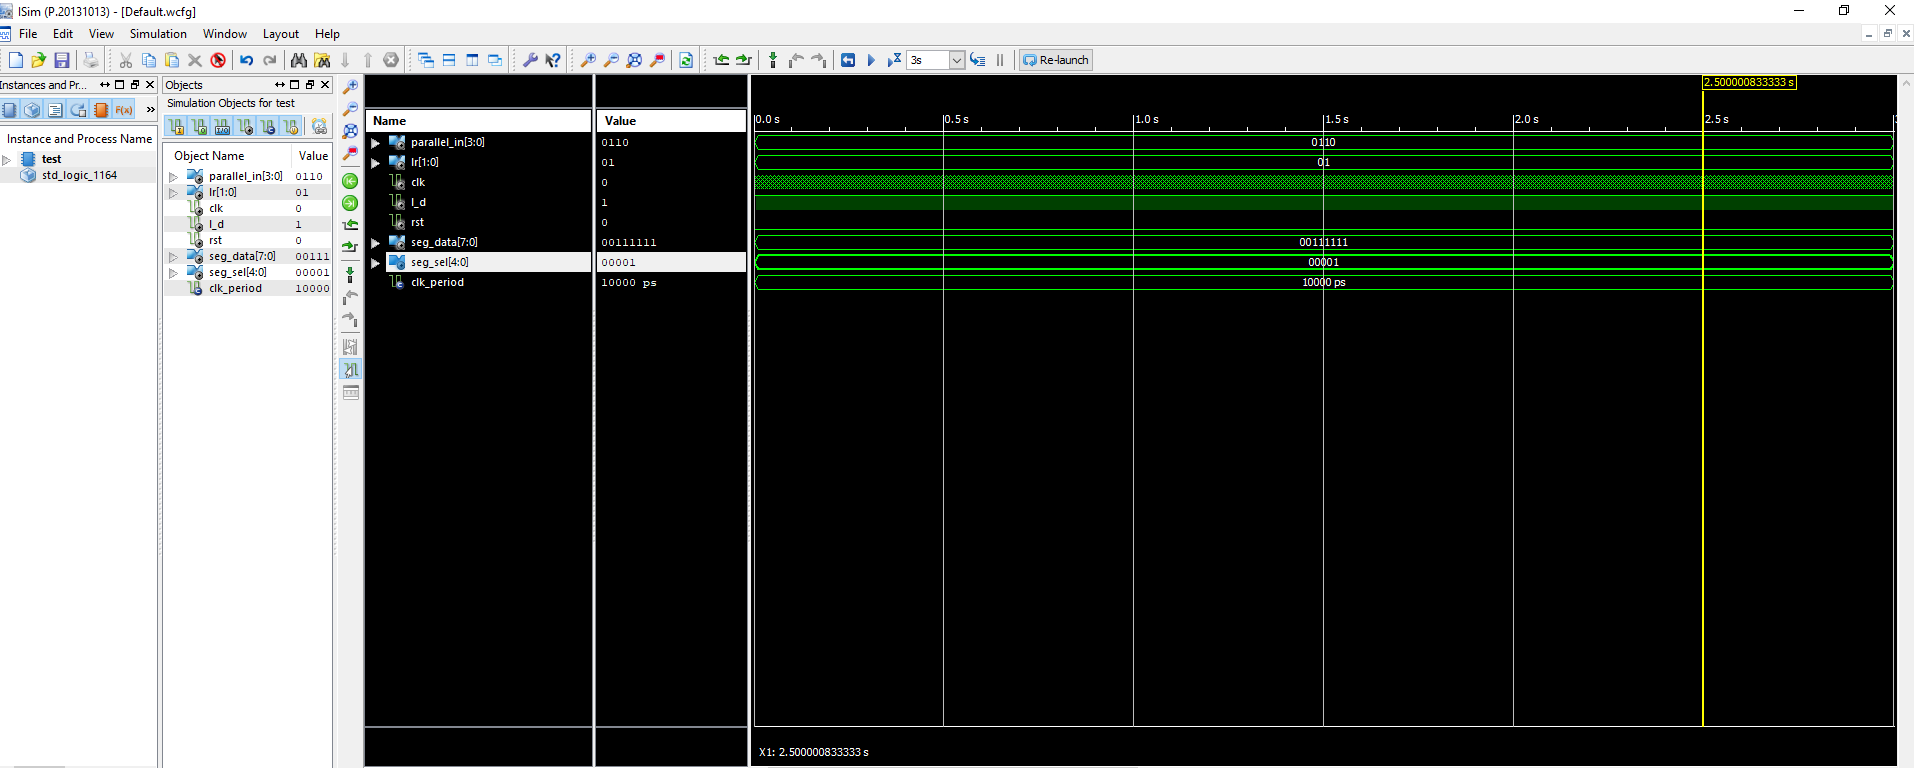 ISim (P.20131013) - [Default.wcfg]
File Edit View Simulation Window Layout Help
3s
Re-launch
Instances and Pr...
Instance and Process Name
test
std_logic_1164
Objects
Simulation Objects for test
F(x)
»
Object Name Value
parallel_in[3:0] 0110
lr[1:0] 01
clk 0
l_d 1
rst 0
seg_data[7:0] 00111
seg_sel[4:0] 00001
clk_period 10000
Name Value
parallel_in[3:0] 0110
lr[1:0] 01
clk 0
l_d 1
rst 0
seg_data[7:0] 00111111
seg_sel[4:0] 00001
clk_period 10000 ps
2.500000833333 s
0.0 s 0.5 s 1.0 s 1.5 s 2.0 s 2.5 s
0110
01
00111111
00001
10000 ps
X1: 2.500000833333 s